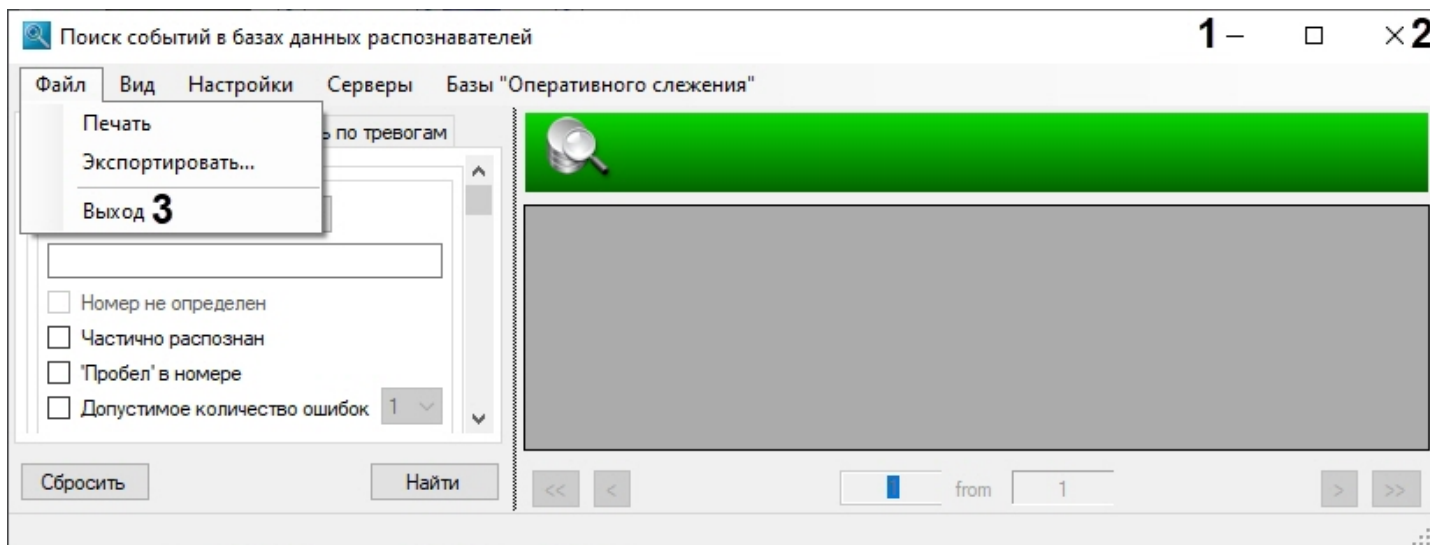 Поиск событий в базах данных распознавателей 1 2
Файл Вид Настройки Серверы Базы "Оперативного слежения"
Печать
по тревогам
Экспортировать...
Выход 3
Номер не определен
Частично распознан
'Пробел' в номере
Допустимое количество ошибок 1
Сбросить Найти << < 1 from 1 > >>